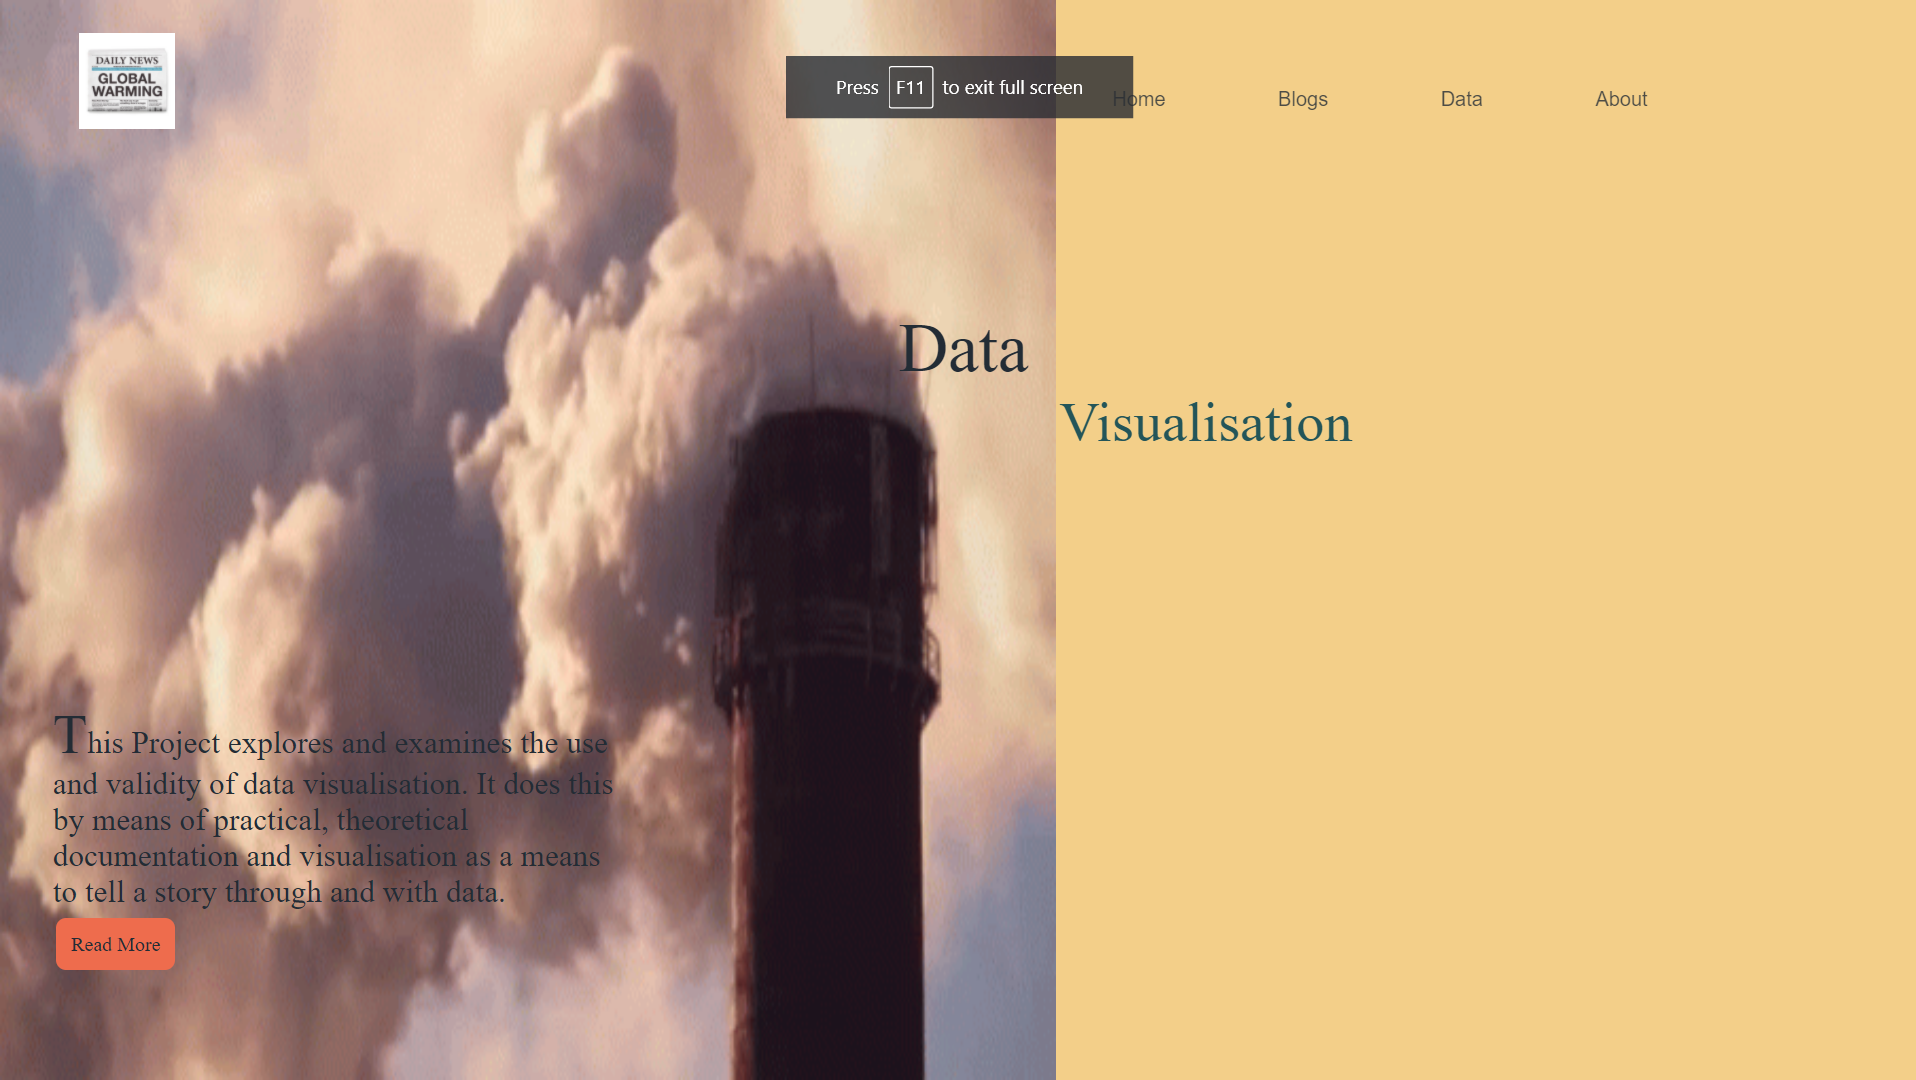 DAILY NEWS
GLOBAL
WARMING
Press F11 to exit full screen
Home Blogs Data About
Data
Visualisation
This Project explores and examines the use
and validity of data visualisation. It does this
by means of practical, theoretical
documentation and visualisation as a means
to tell a story through and with data.
Read More